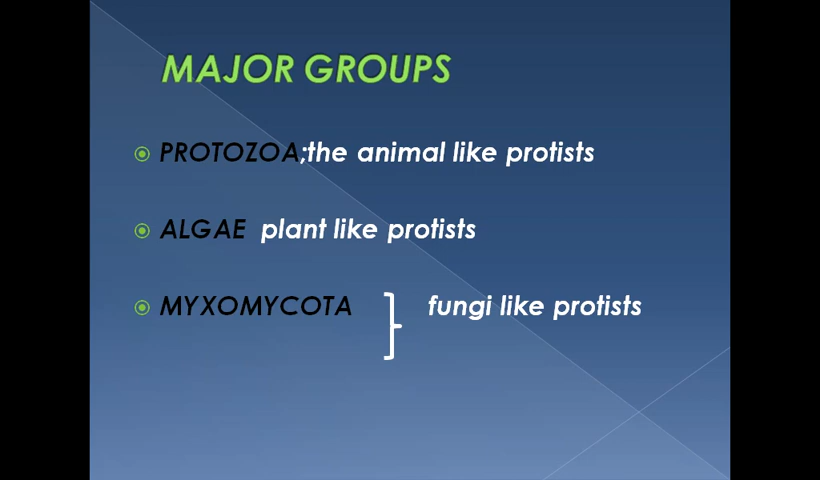 MAJOR GROUPS
PROTOZOA;the animal like protists
ALGAE plant like protists
MYXOMYCOTA fungi like protists